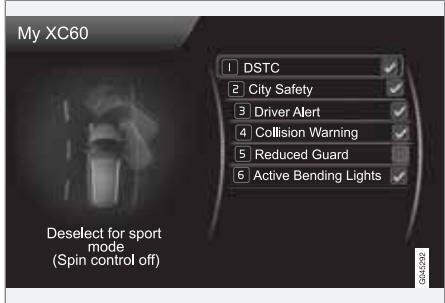 My XC60
1 DSTC
2 City Safety
3 Driver Alert
4 Collision Warning
5 Reduced Guard
6 Active Bending Lights
Deselect for sport
mode
(Spin control off)
G045292